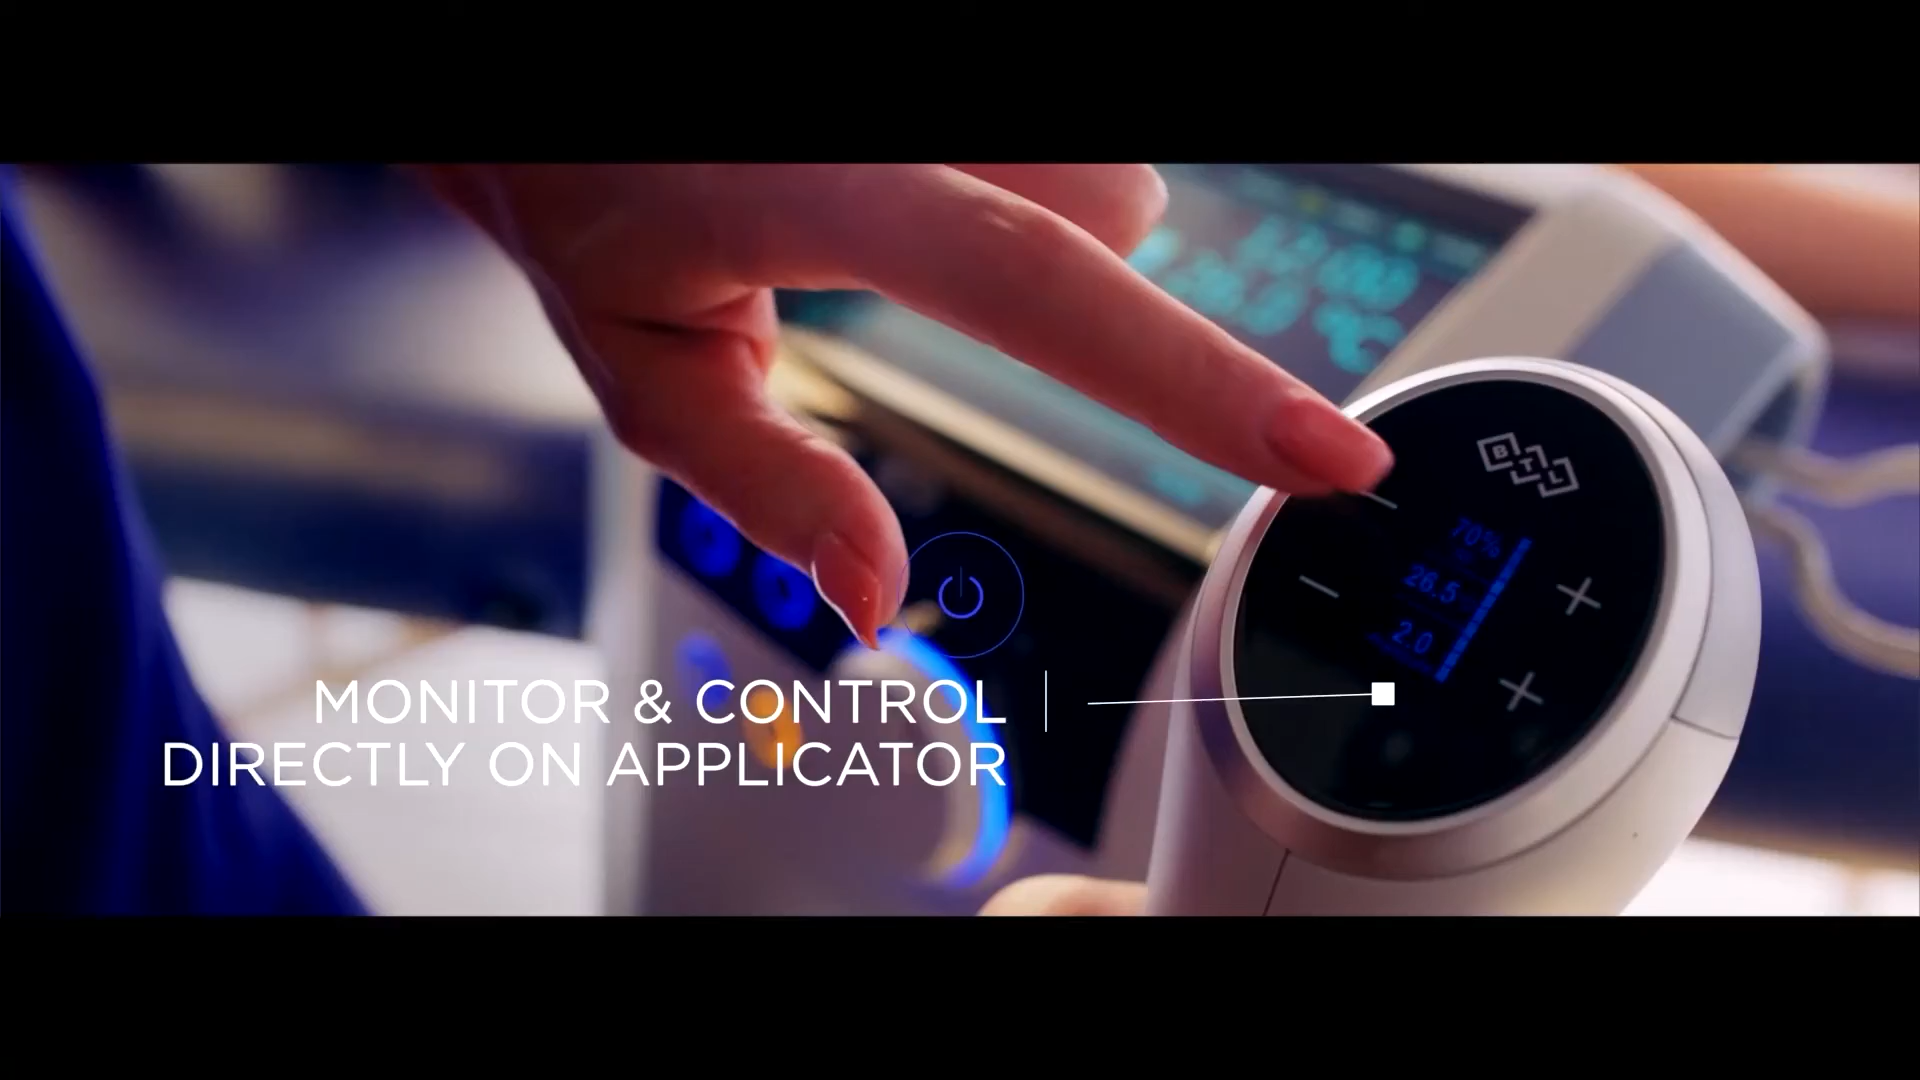 BTL
70%
26.5
2.0
MONITOR & CONTROL
DIRECTLY ON APPLICATOR